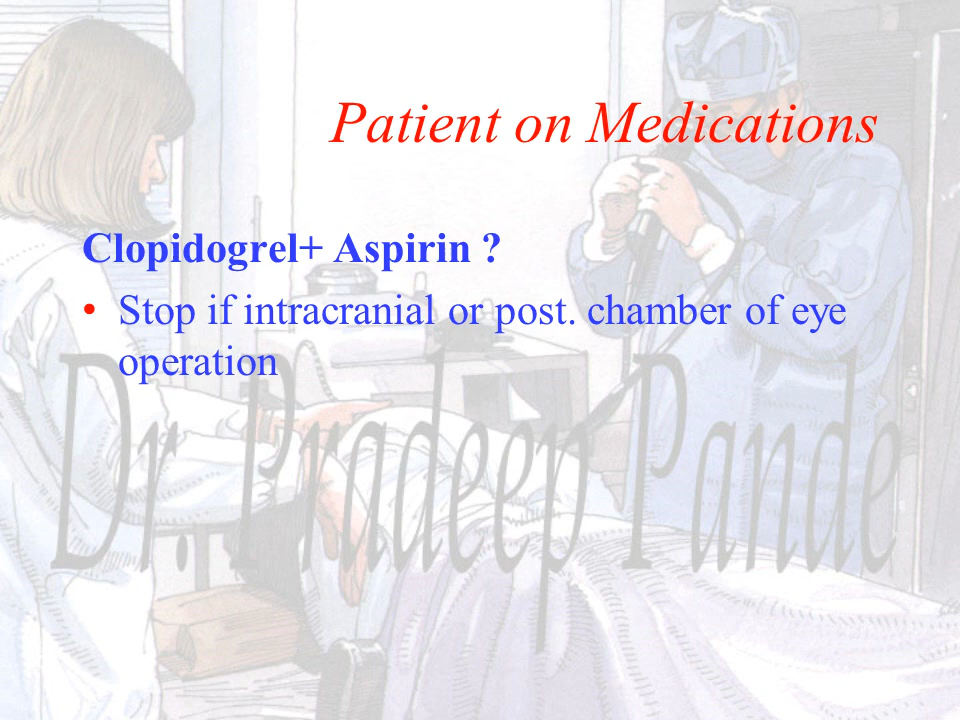 Patient on Medications
Clopidogrel+ Aspirin ?
• Stop if intracranial or post. chamber of eye
operation
Dr. Pradeep Pande